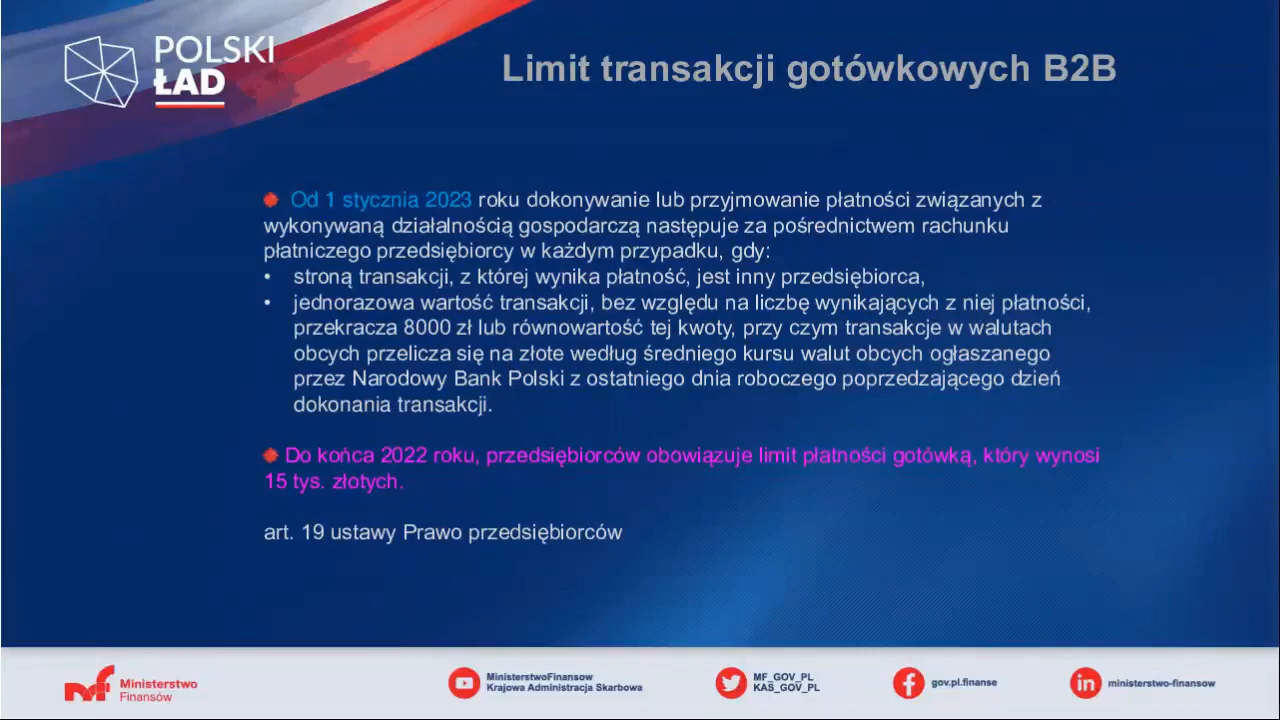 POLSKI
ŁAD
Limit transakcji gotówkowych B2B
Od 1 stycznia 2023 roku dokonywanie lub przyjmowanie płatności związanych z
wykonywaną działalnością gospodarczą następuje za pośrednictwem rachunku
płatniczego przedsiębiorcy w każdym przypadku, gdy:
• stroną transakcji, z której wynika płatność, jest inny przedsiębiorca,
• jednorazowa wartość transakcji, bez względu na liczbę wynikających z niej płatności,
przekracza 8000 zł lub równowartość tej kwoty, przy czym transakcje w walutach
obcych przelicza się na złote według średniego kursu walut obcych ogłaszanego
przez Narodowy Bank Polski z ostatniego dnia roboczego poprzedzającego dzień
dokonania transakcji.
Do końca 2022 roku, przedsiębiorców obowiązuje limit płatności gotówką, który wynosi
15 tys. złotych.
art. 19 ustawy Prawo przedsiębiorców
Ministerstwo
Finansów
MinisterstwoFinansow
Krajowa Administracja Skarbowa
MF_GOV_PL
KAS_GOV_PL
gov.pl.finanse
ministerstwo-finansow